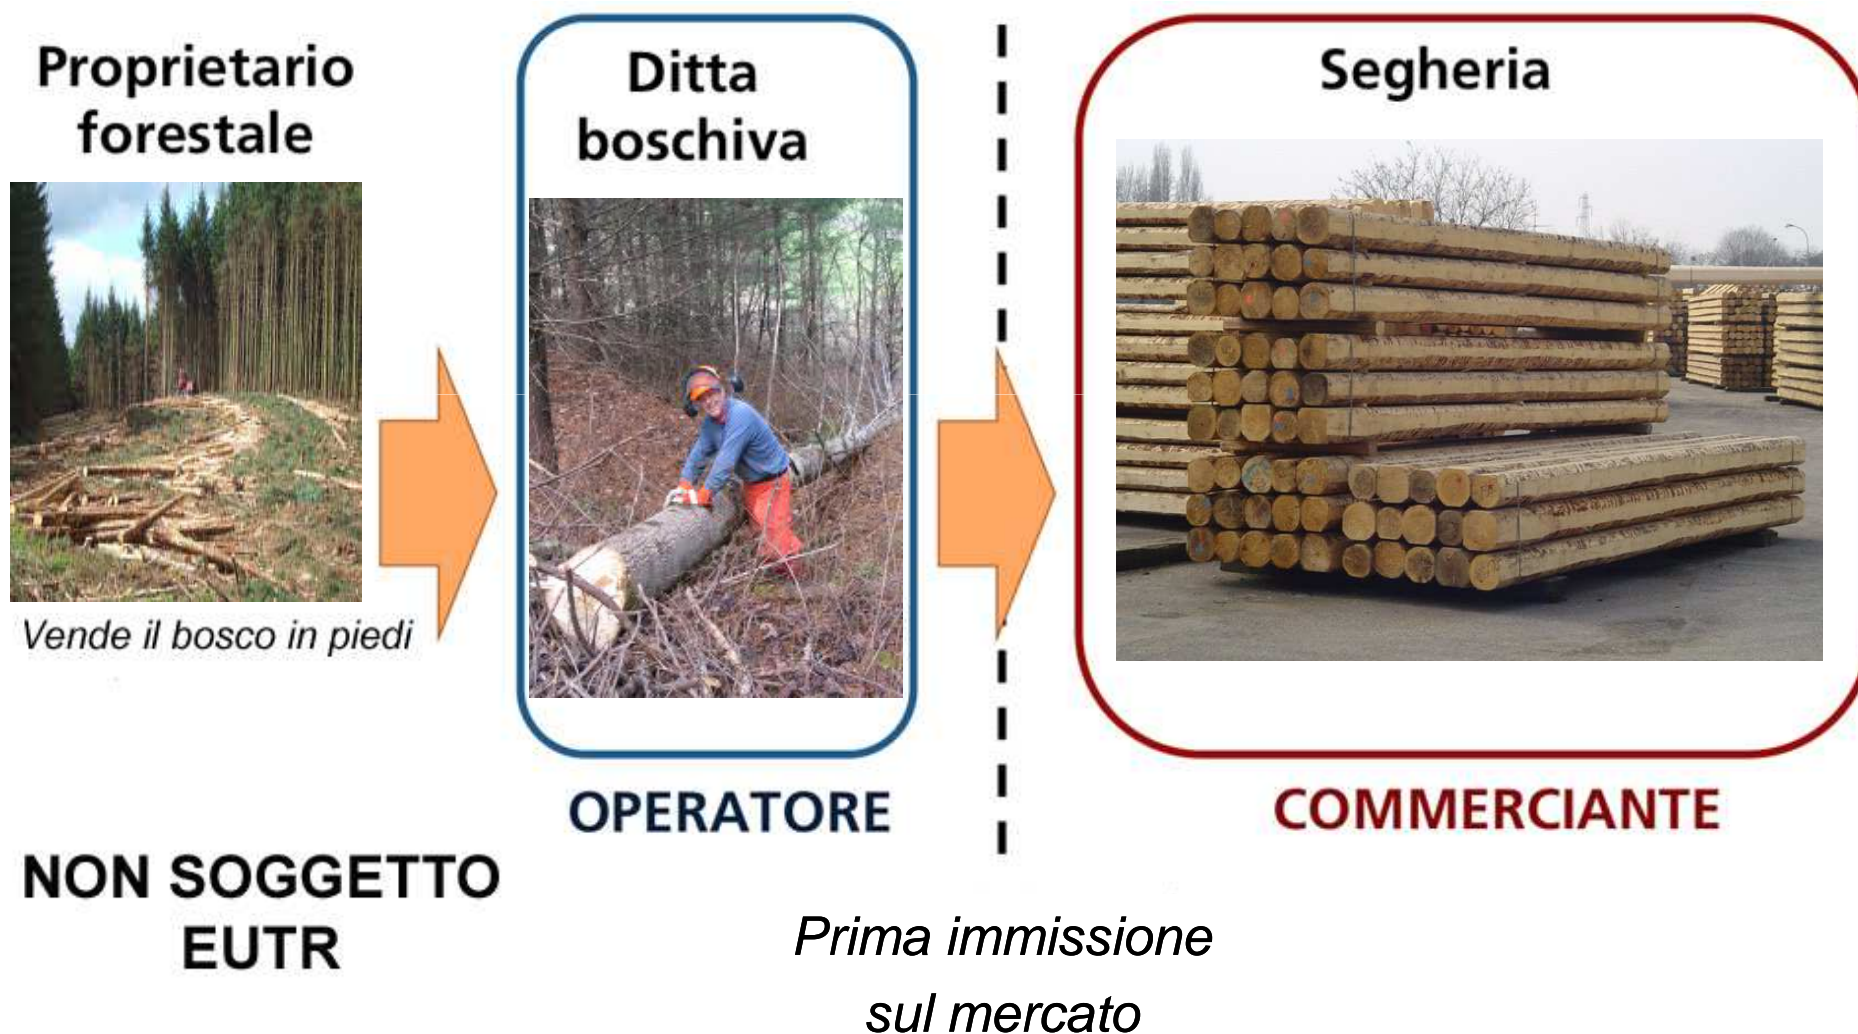 Proprietario
forestale
Vende il bosco in piedi
NON SOGGETTO
EUTR
Ditta
boschiva
OPERATORE
Prima immissione
sul mercato
Segheria
COMMERCIANTE